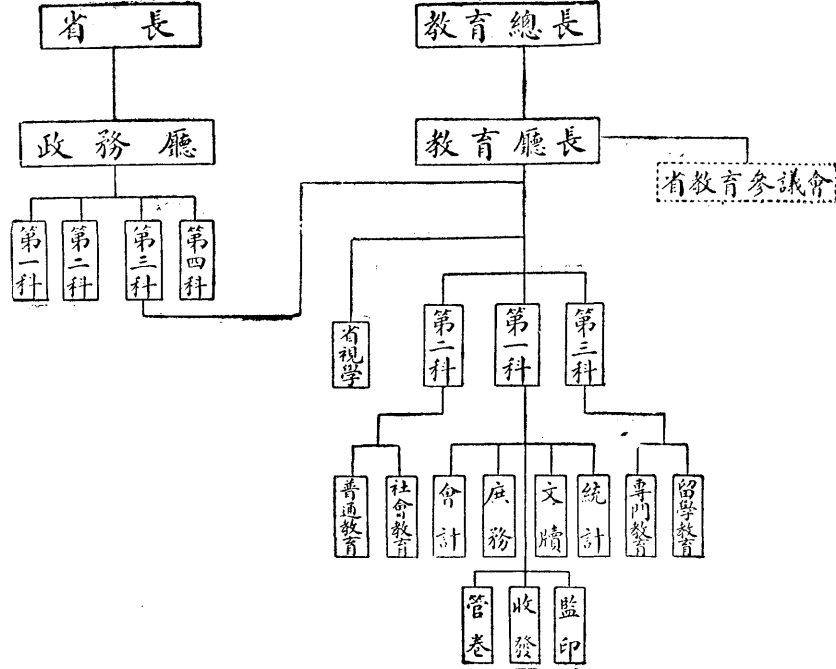 省長
教育總長
政務廳
教育廳長
省教育參議會
第一科
第二科
第三科
第四科
省視學
第二科
第一科
第三科
普通教育
社會教育
會計
庶務
文牘
統計
專門教育
留學教育
管卷
收發
監印